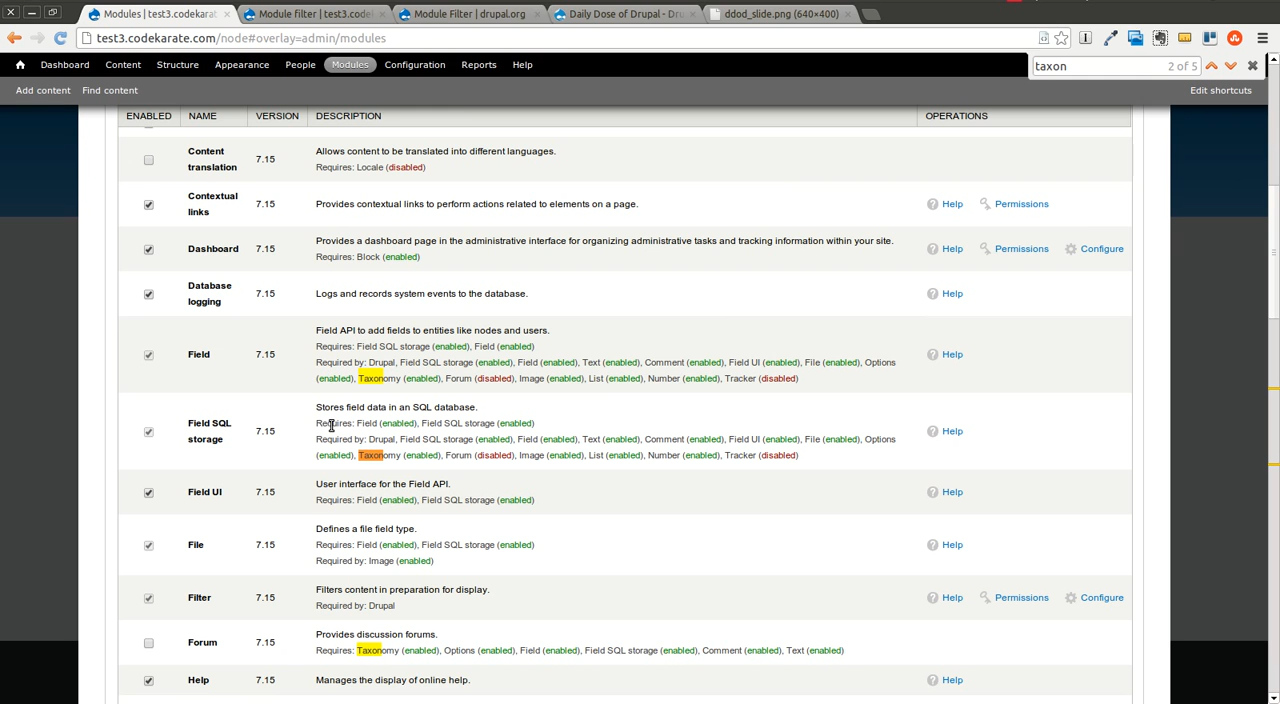 Modules | test3.codekarat
Module filter | test3.codel
Module Filter | drupal.org
Daily Dose of Drupal - Dru
ddod_slide.png (640×400)
test3.codekarate.com/node#overlay=admin/modules
Dashboard Content Structure Appearance People Modules Configuration Reports Help
taxon 2 of 5
Add content Find content Edit shortcuts
ENABLED NAME VERSION DESCRIPTION OPERATIONS
Content translation 7.15 Allows content to be translated into different languages.
Requires: Locale (disabled)
Contextual links 7.15 Provides contextual links to perform actions related to elements on a page. Help Permissions
Dashboard 7.15 Provides a dashboard page in the administrative interface for organizing administrative tasks and tracking information within your site. Help Permissions Configure
Requires: Block (enabled)
Database logging 7.15 Logs and records system events to the database. Help
Field 7.15 Field API to add fields to entities like nodes and users. Help
Requires: Field SQL storage (enabled), Field (enabled)
Required by: Drupal, Field SQL storage (enabled), Field (enabled), Text (enabled), Comment (enabled), Field UI (enabled), File (enabled), Options
(enabled), Taxonomy (enabled), Forum (disabled), Image (enabled), List (enabled), Number (enabled), Tracker (disabled)
Field SQL storage 7.15 Stores field data in an SQL database. Help
Requires: Field (enabled), Field SQL storage (enabled)
Required by: Drupal, Field SQL storage (enabled), Field (enabled), Text (enabled), Comment (enabled), Field UI (enabled), File (enabled), Options
(enabled), Taxonomy (enabled), Forum (disabled), Image (enabled), List (enabled), Number (enabled), Tracker (disabled)
Field UI 7.15 User interface for the Field API. Help
Requires: Field (enabled), Field SQL storage (enabled)
File 7.15 Defines a file field type. Help
Requires: Field (enabled), Field SQL storage (enabled)
Required by: Image (enabled)
Filter 7.15 Filters content in preparation for display. Help Permissions Configure
Required by: Drupal
Forum 7.15 Provides discussion forums.
Requires: Taxonomy (enabled), Options (enabled), Field (enabled), Field SQL storage (enabled), Comment (enabled), Text (enabled)
Help 7.15 Manages the display of online help. Help